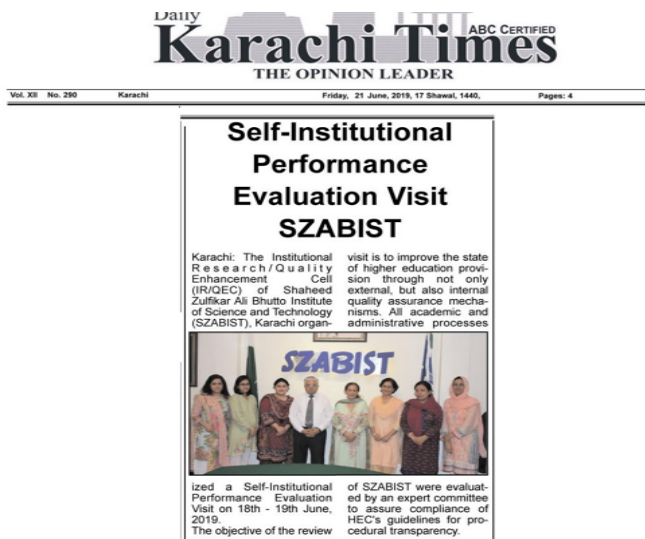 Daily
Karachi Times
ABC CERTIFIED
THE OPINION LEADER
Vol. XII No. 290 Karachi Friday, 21 June, 2019, 17 Shawal, 1440, Pages: 4
Self-Institutional
Performance
Evaluation Visit
SZABIST
Karachi: The Institutional
Research/Quality
Enhancement Cell
(IR/QEC) of Shaheed
Zulfikar Ali Bhutto Institute
of Science and Technology
(SZABIST), Karachi organ-
visit is to improve the state
of higher education provi-
sion through not only
external, but also internal
quality assurance mecha-
nisms. All academic and
administrative processes
SZABIST
ized a Self-Institutional
Performance Evaluation
Visit on 18th - 19th June,
2019.
The objective of the review
of SZABIST were evaluat-
ed by an expert committee
to assure compliance of
HEC's guidelines for pro-
cedural transparency.